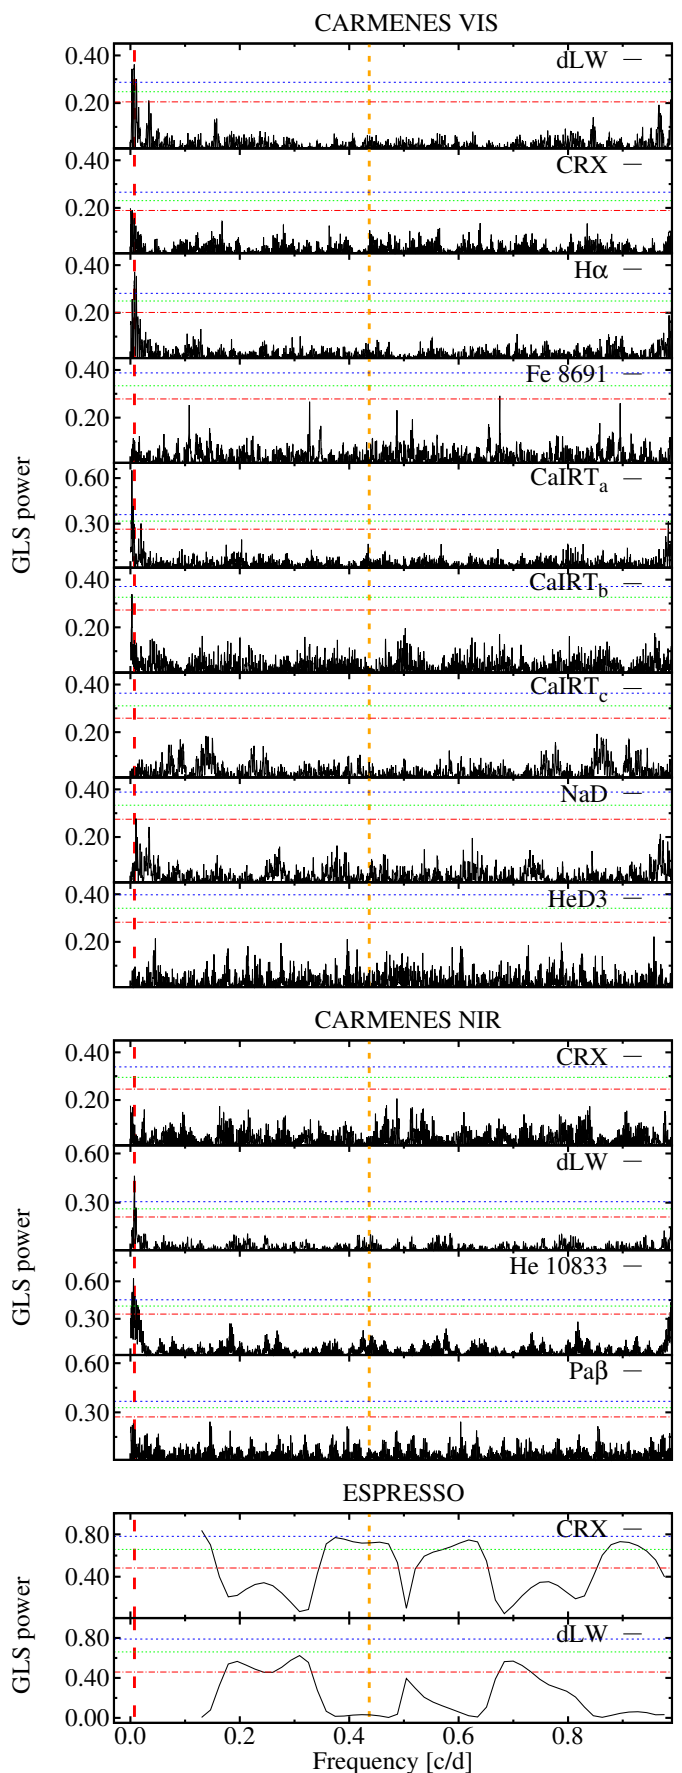 CARMENES VIS
0.40
0.20
dLW
0.40
0.20
CRX
0.40
0.20
Hα
0.40
0.20
Fe 8691
0.60
0.30
CaIRTa
0.40
0.20
CaIRTb
0.40
0.20
CaIRTc
0.40
0.20
NaD
0.40
0.20
HeD3
GLS power
CARMENES NIR
0.40
0.20
CRX
0.60
0.30
dLW
0.60
0.30
He 10833
0.60
0.30
Paβ
GLS power
ESPRESSO
0.80
0.40
CRX
0.80
0.40
0.00
dLW
GLS power
0.0 0.2 0.4 0.6 0.8
Frequency [c/d]